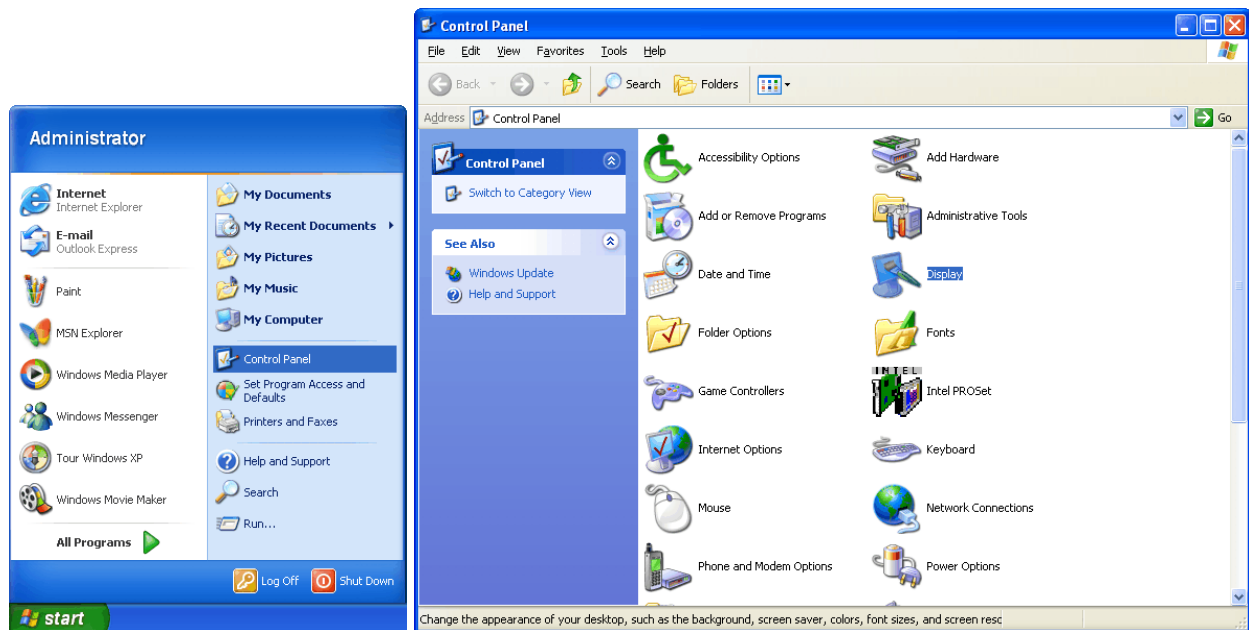 Administrator
Internet
Internet Explorer
E-mail
Outlook Express
Paint
MSN Explorer
Windows Media Player
Windows Messenger
Tour Windows XP
Windows Movie Maker
All Programs
My Documents
My Recent Documents
My Pictures
My Music
My Computer
Control Panel
Set Program Access and
Defaults
Printers and Faxes
Help and Support
Search
Run...
Log Off
Shut Down
start
Control Panel
File Edit View Favorites Tools Help
Back Search Folders
Address Control Panel Go
Control Panel
Switch to Category View
See Also
Windows Update
Help and Support
Accessibility Options
Add Hardware
Add or Remove Programs
Administrative Tools
Date and Time
Display
Folder Options
Fonts
Game Controllers
INTEL
Intel PROSet
Internet Options
Keyboard
Mouse
Network Connections
Phone and Modem Options
Power Options
Change the appearance of your desktop, such as the background, screen saver, colors, font sizes, and screen resc